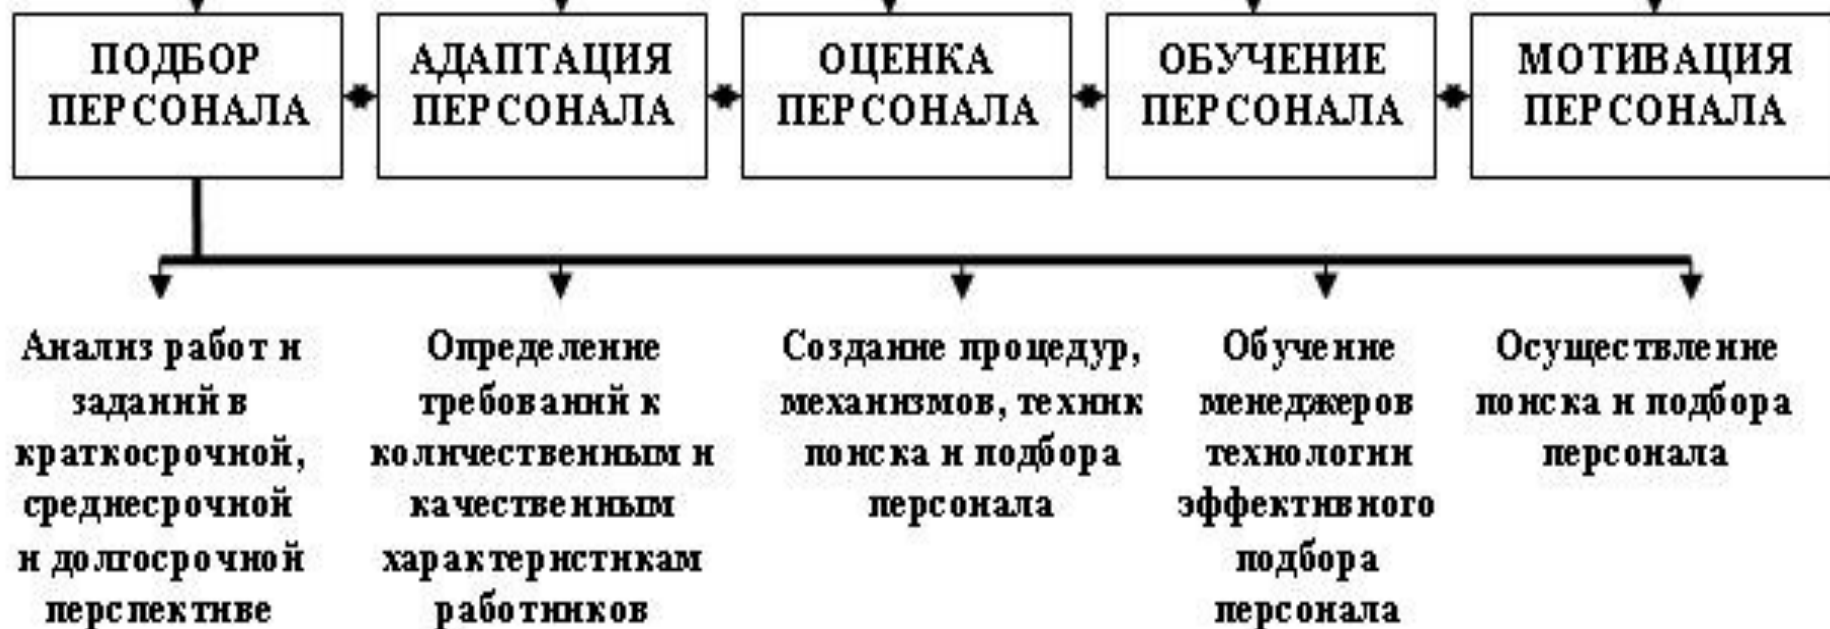 ПОДБОР
ПЕРСОНАЛА
АДАПТАЦИЯ
ПЕРСОНАЛА
ОЦЕНКА
ПЕРСОНАЛА
ОБУЧЕНИЕ
ПЕРСОНАЛА
МОТИВАЦИЯ
ПЕРСОНАЛА
Анализ работ и
заданий в
краткосрочной,
среднесрочной
и долгосрочной
перспективе
Определение
требований к
количественным и
качественным
характеристикам
работников
Создание процедур,
механизмов, техник
поиска и подбора
персонала
Обучение
менеджеров
технологии
эффективного
подбора
персонала
Осуществление
поиска и подбора
персонала